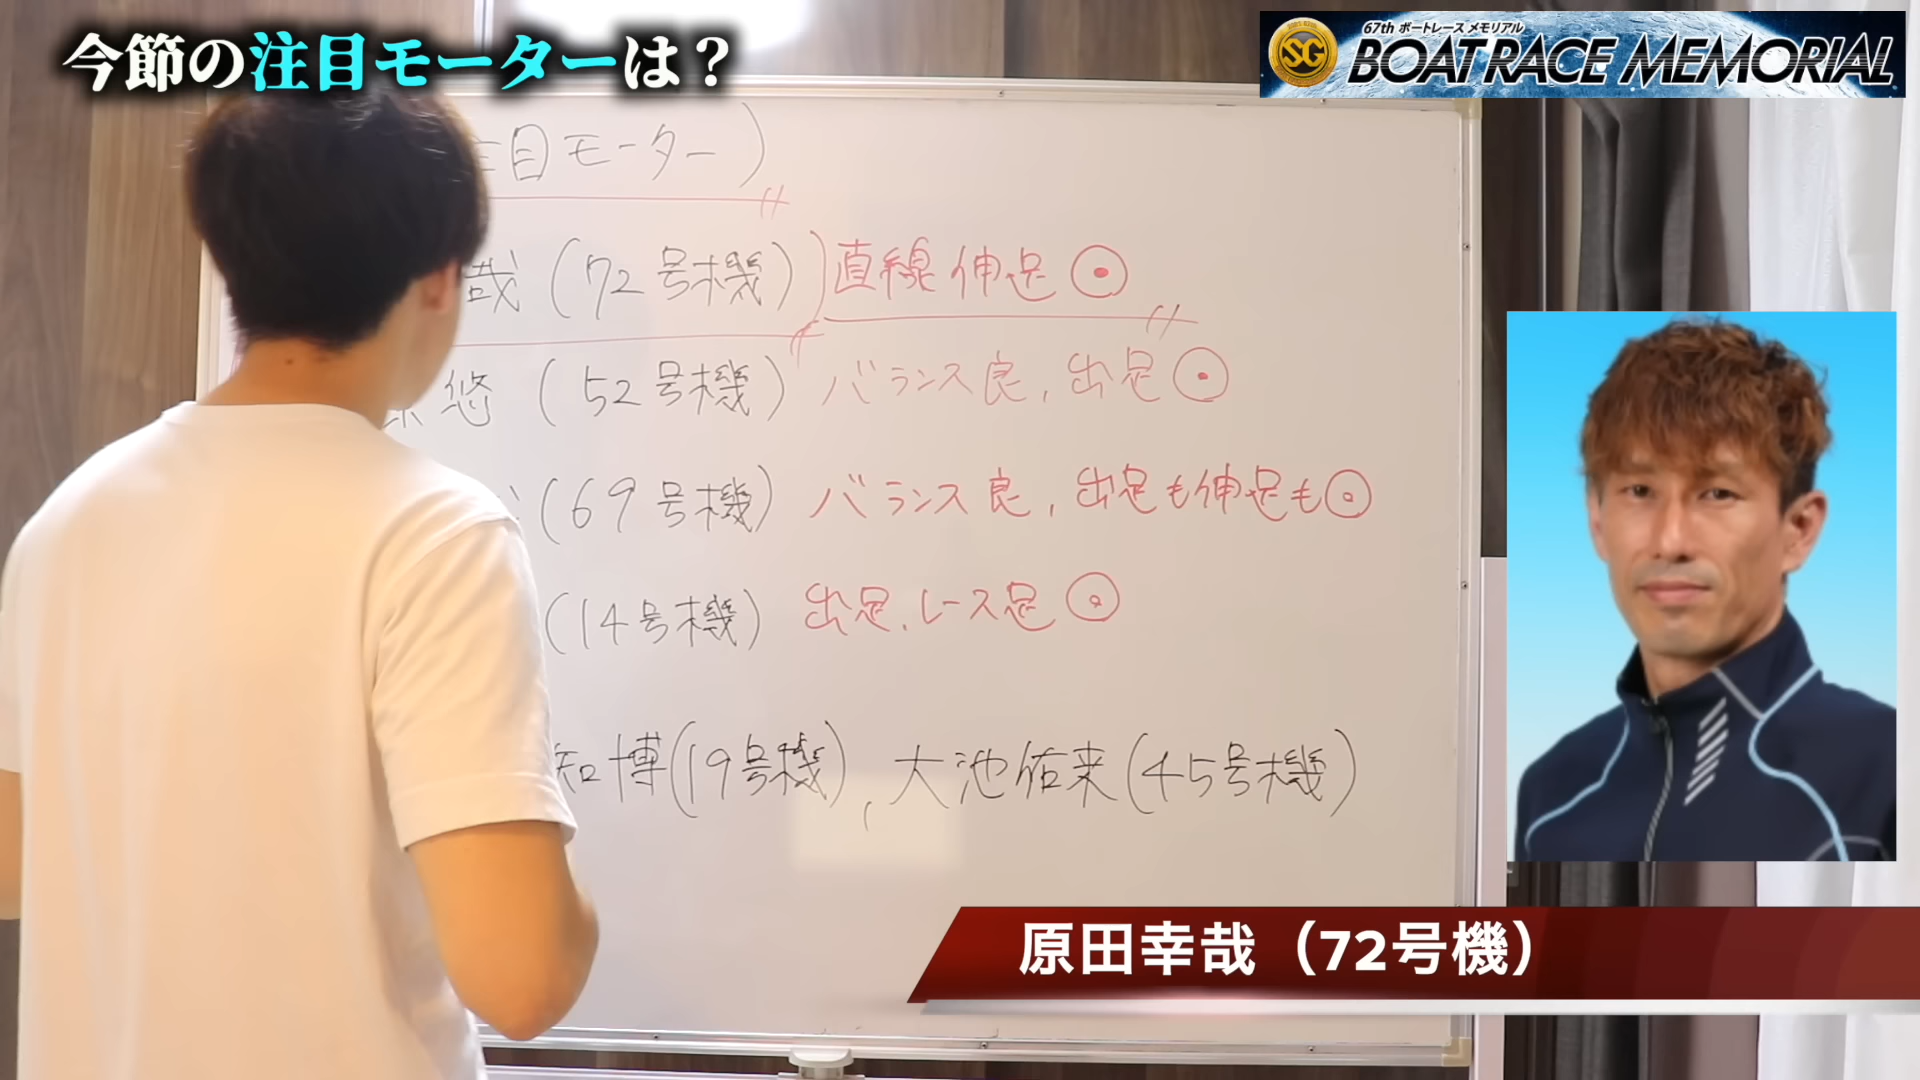 今節の注目モーターは？
67th ボートレース メモリアル
SG BOAT RACE MEMORIAL
目モーター）
哉（72号機） 直線 伸足 ◎
悠（52号機）バランス良, 出足 ◎
（69号機）バランス良, 出足も伸足も◎
（14号機）出足、レース足 ◎
知博（19号機）, 大池佑来（45号機）
原田幸哉（72号機）